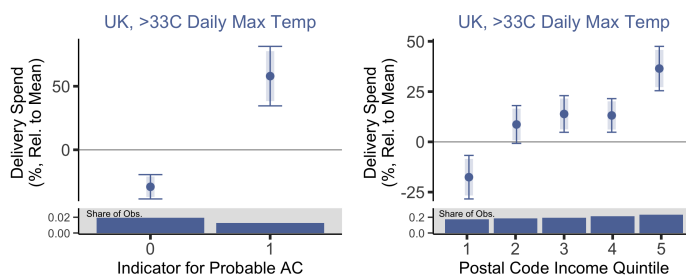 UK, >33C Daily Max Temp
Delivery Spend
(%, Rel. to Mean)
50
0
Share of Obs.
0.02
0.00
0
1
Indicator for Probable AC
UK, >33C Daily Max Temp
Delivery Spend
(%, Rel. to Mean)
50
25
0
-25
Share of Obs.
0.2
0.0
1
2
3
4
5
Postal Code Income Quintile